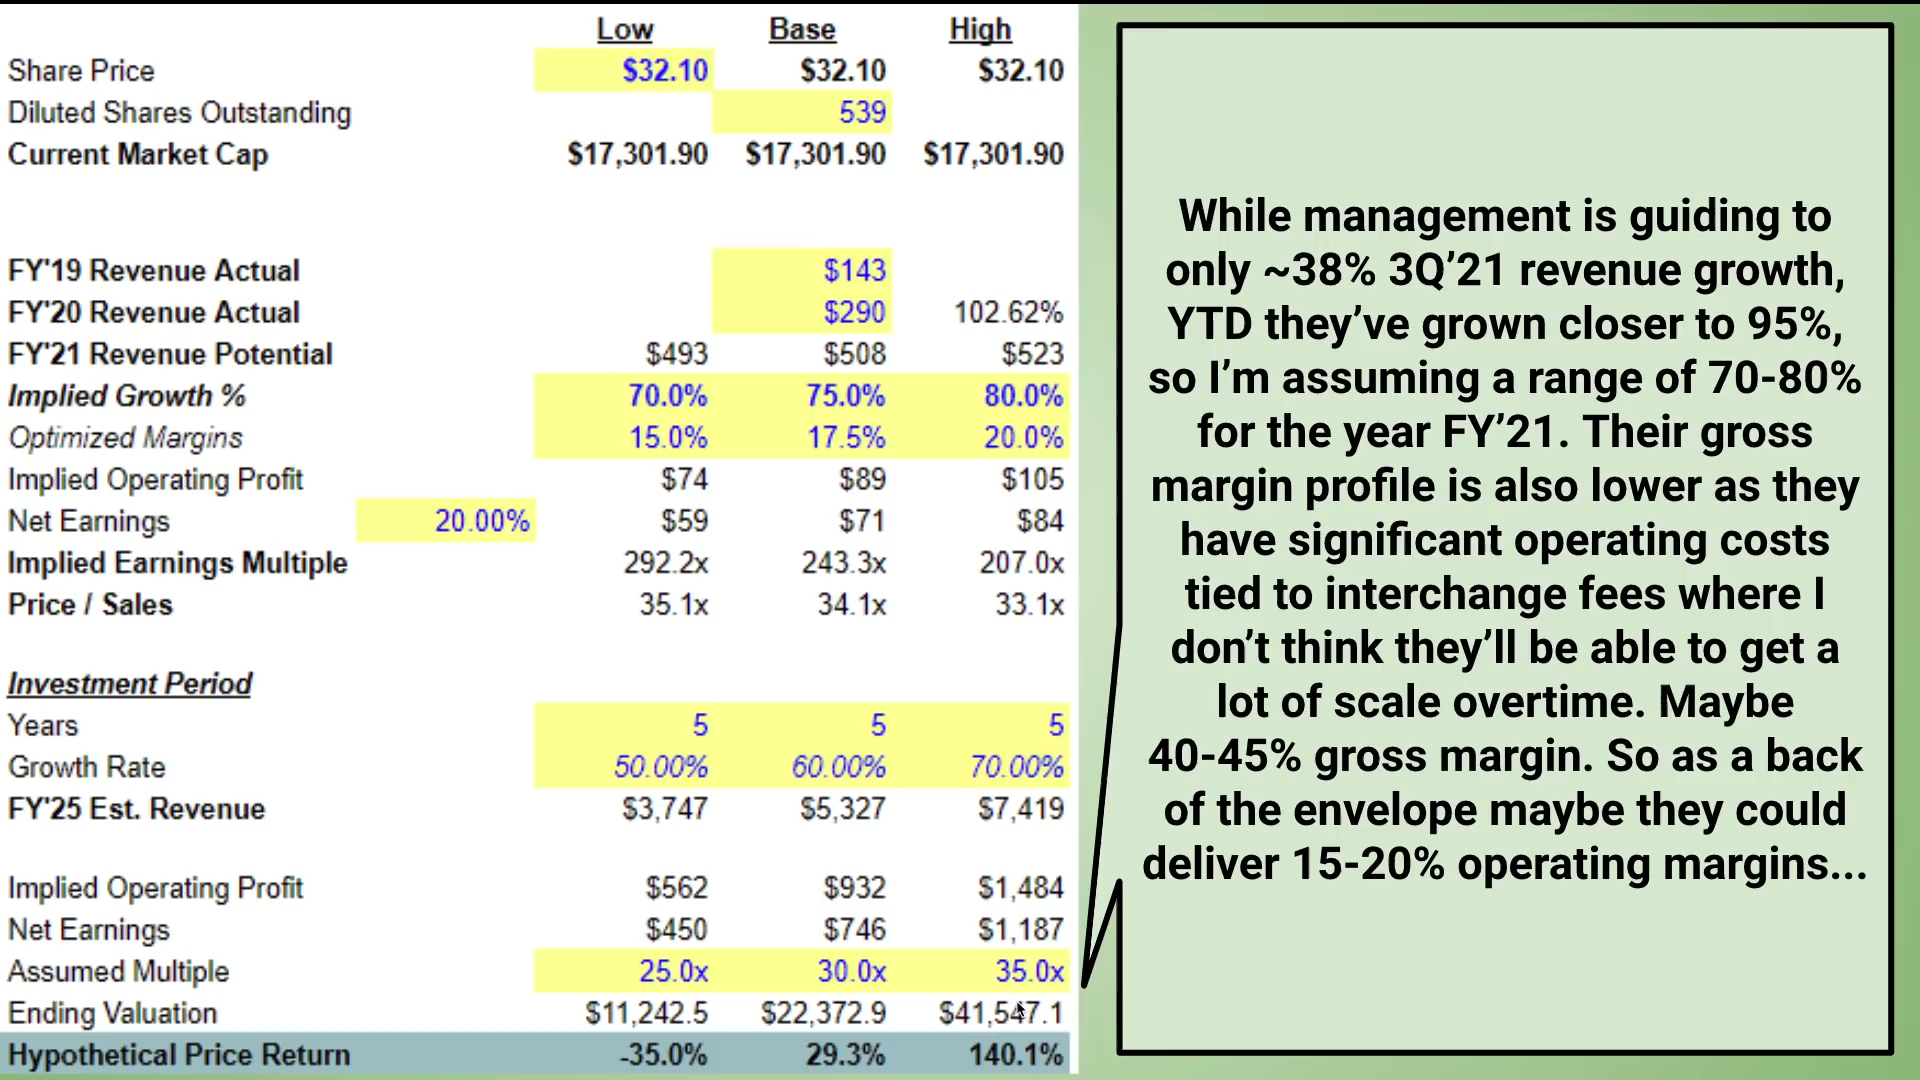 Low Base High
Share Price $32.10 $32.10 $32.10
Diluted Shares Outstanding 539
Current Market Cap $17,301.90 $17,301.90 $17,301.90
FY'19 Revenue Actual $143
FY'20 Revenue Actual $290 102.62%
FY'21 Revenue Potential $493 $508 $523
Implied Growth % 70.0% 75.0% 80.0%
Optimized Margins 15.0% 17.5% 20.0%
Implied Operating Profit $74 $89 $105
Net Earnings 20.00% $59 $71 $84
Implied Earnings Multiple 292.2x 243.3x 207.0x
Price / Sales 35.1x 34.1x 33.1x
Investment Period
Years 5 5 5
Growth Rate 50.00% 60.00% 70.00%
FY'25 Est. Revenue $3,747 $5,327 $7,419
Implied Operating Profit $562 $932 $1,484
Net Earnings $450 $746 $1,187
Assumed Multiple 25.0x 30.0x 35.0x
Ending Valuation $11,242.5 $22,372.9 $41,547.1
Hypothetical Price Return -35.0% 29.3% 140.1%
While management is guiding to
only ~38% 3Q’21 revenue growth,
YTD they’ve grown closer to 95%,
so I’m assuming a range of 70-80%
for the year FY’21. Their gross
margin profile is also lower as they
have significant operating costs
tied to interchange fees where I
don’t think they’ll be able to get a
lot of scale overtime. Maybe
40-45% gross margin. So as a back
of the envelope maybe they could
deliver 15-20% operating margins...